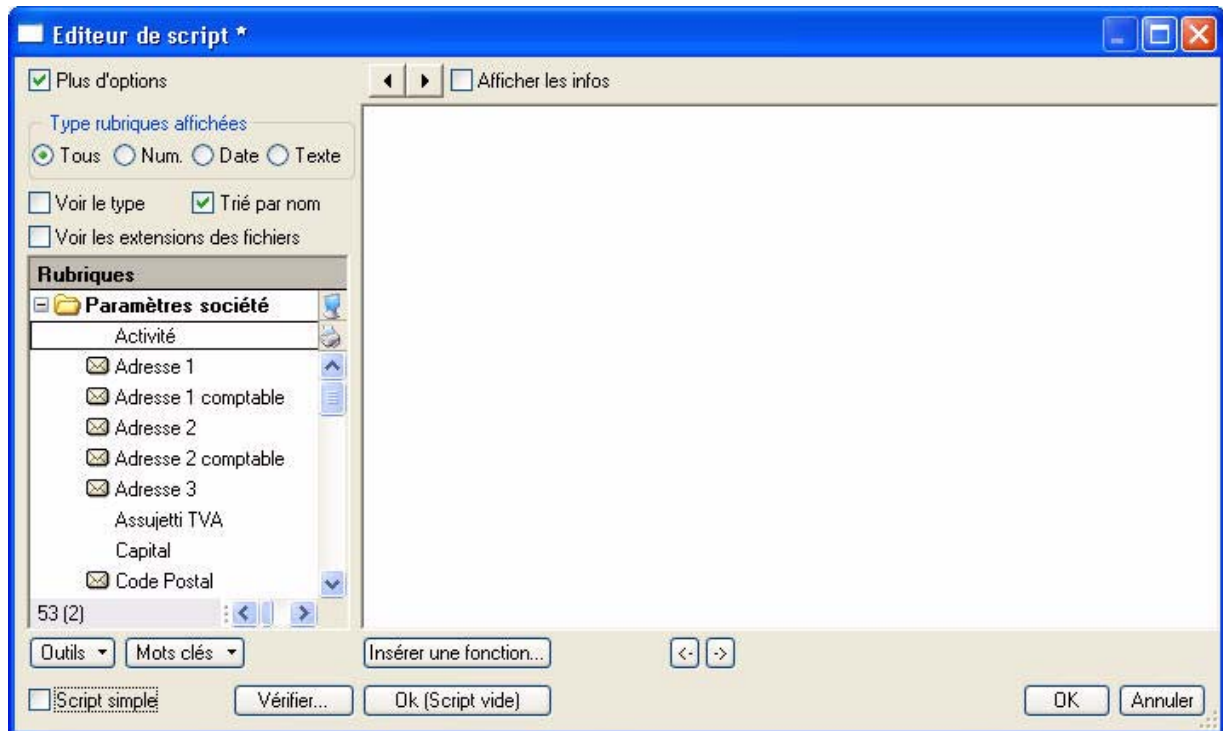 Editeur de script *
Plus d'options
Afficher les infos
Type rubriques affichées
Tous Num. Date Texte
Voir le type Trié par nom
Voir les extensions des fichiers
Rubriques
Paramètres société
Activité
Adresse 1
Adresse 1 comptable
Adresse 2
Adresse 2 comptable
Adresse 3
Assujetti TVA
Capital
Code Postal
53 (2)
Outils Mots clés Insérer une fonction... <- ->
Script simple Vérifier... Ok (Script vide) OK Annuler